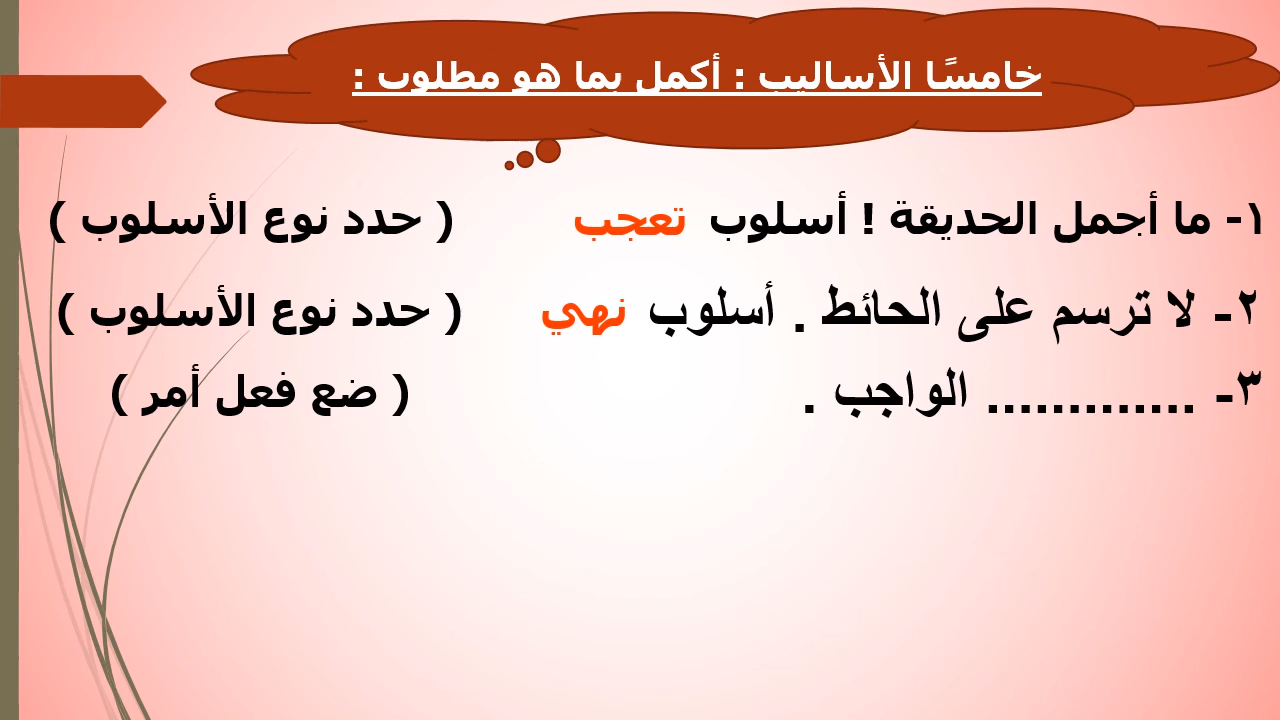 خامسًا الأساليب : أكمل بما هو مطلوب :
١- ما أجمل الحديقة ! أسلوب تعجب ( حدد نوع الأسلوب )
٢- لا ترسم على الحائط . أسلوب نهي ( حدد نوع الأسلوب )
٣- ............. الواجب . ( ضع فعل أمر )